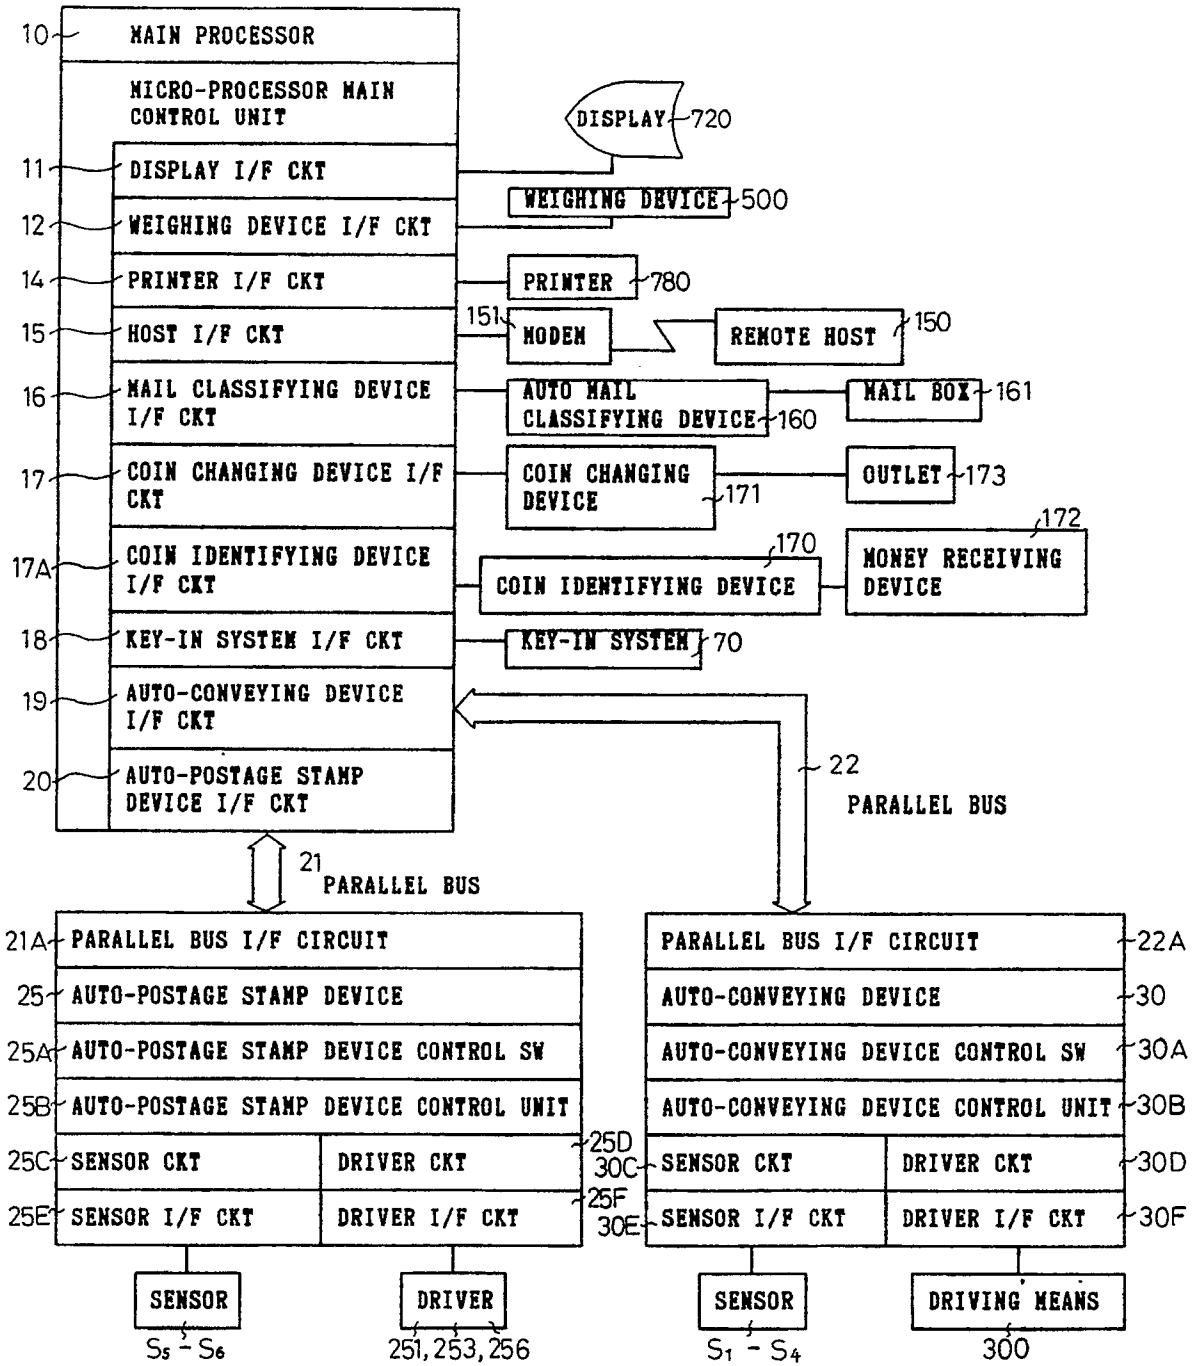 10 MAIN PROCESSOR
MICRO-PROCESSOR MAIN
CONTROL UNIT
DISPLAY 720
11 DISPLAY I/F CKT
WEIGHING DEVICE 500
12 WEIGHING DEVICE I/F CKT
14 PRINTER I/F CKT
PRINTER 780
15 HOST I/F CKT
151 MODEM
REMOTE HOST 150
16 MAIL CLASSIFYING DEVICE
I/F CKT
AUTO MAIL
CLASSIFYING DEVICE 160
MAIL BOX 161
17 COIN CHANGING DEVICE I/F
CKT
COIN CHANGING
DEVICE 171
OUTLET 173
17A COIN IDENTIFYING DEVICE
I/F CKT
170
COIN IDENTIFYING DEVICE
172
MONEY RECEIVING
DEVICE
18 KEY-IN SYSTEM I/F CKT
KEY-IN SYSTEM 70
19 AUTO-CONVEYING DEVICE
I/F CKT
20 AUTO-POSTAGE STAMP
DEVICE I/F CKT
22
PARALLEL BUS
21
PARALLEL BUS
21A PARALLEL BUS I/F CIRCUIT
25 AUTO-POSTAGE STAMP DEVICE
25A AUTO-POSTAGE STAMP DEVICE CONTROL SW
25B AUTO-POSTAGE STAMP DEVICE CONTROL UNIT
25C SENSOR CKT
DRIVER CKT 25D
25E SENSOR I/F CKT
DRIVER I/F CKT 25F
SENSOR
S5 - S6
DRIVER
251, 253, 256
PARALLEL BUS I/F CIRCUIT 22A
AUTO-CONVEYING DEVICE 30
AUTO-CONVEYING DEVICE CONTROL SW 30A
AUTO-CONVEYING DEVICE CONTROL UNIT 30B
30C SENSOR CKT
DRIVER CKT 30D
30E SENSOR I/F CKT
DRIVER I/F CKT 30F
SENSOR
S1 - S4
DRIVING MEANS
300